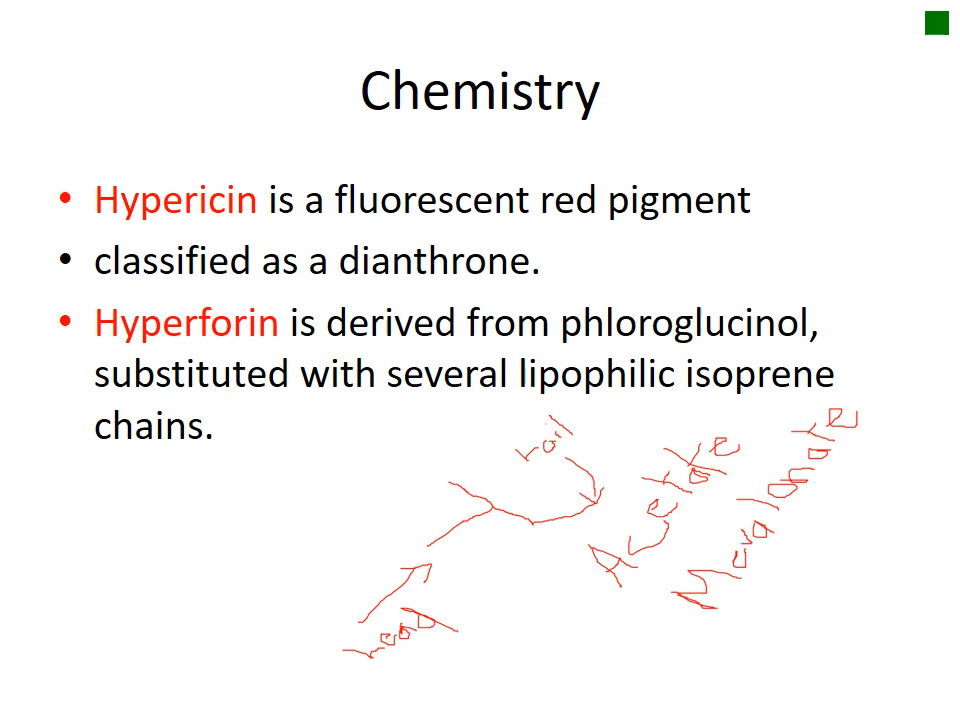 Chemistry
• Hypericin is a fluorescent red pigment
• classified as a dianthrone.
• Hyperforin is derived from phloroglucinol,
substituted with several lipophilic isoprene
chains.
tail
Acetate
Mevalonate
head